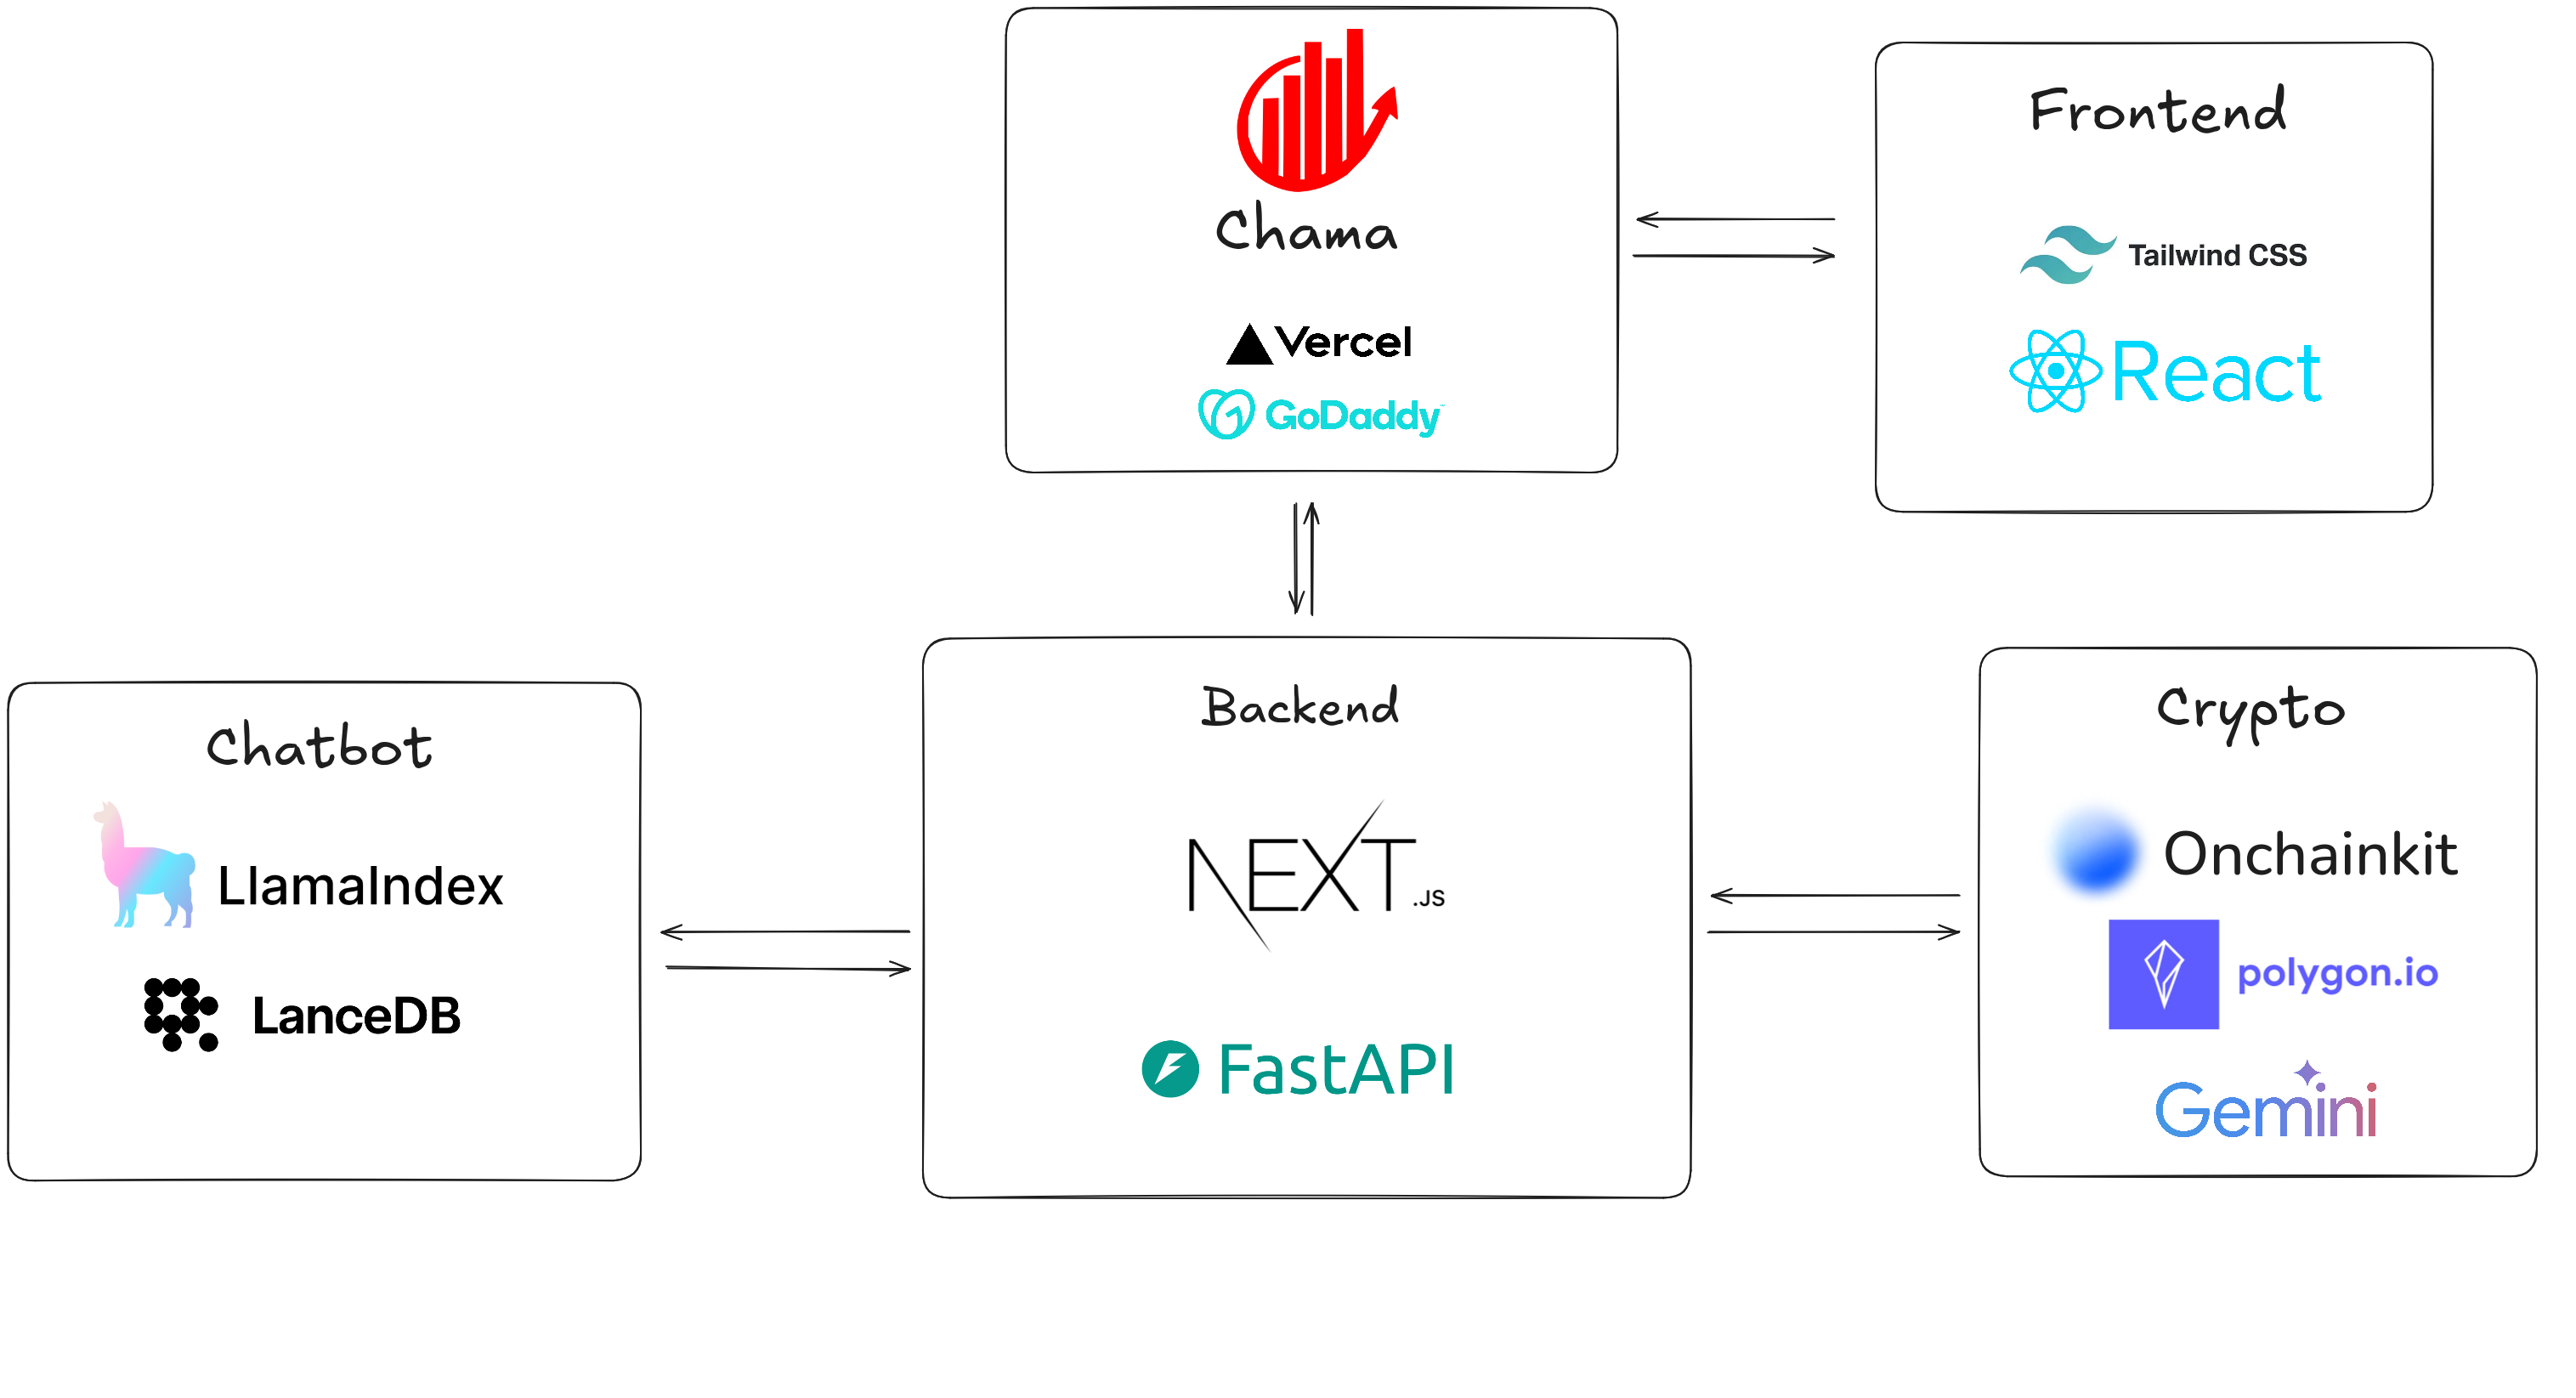 Chama
Vercel
GoDaddy
Frontend
Tailwind CSS
React
Chatbot
LlamaIndex
LanceDB
Backend
NEXT.JS
FastAPI
Crypto
Onchainkit
polygon.io
Gemini